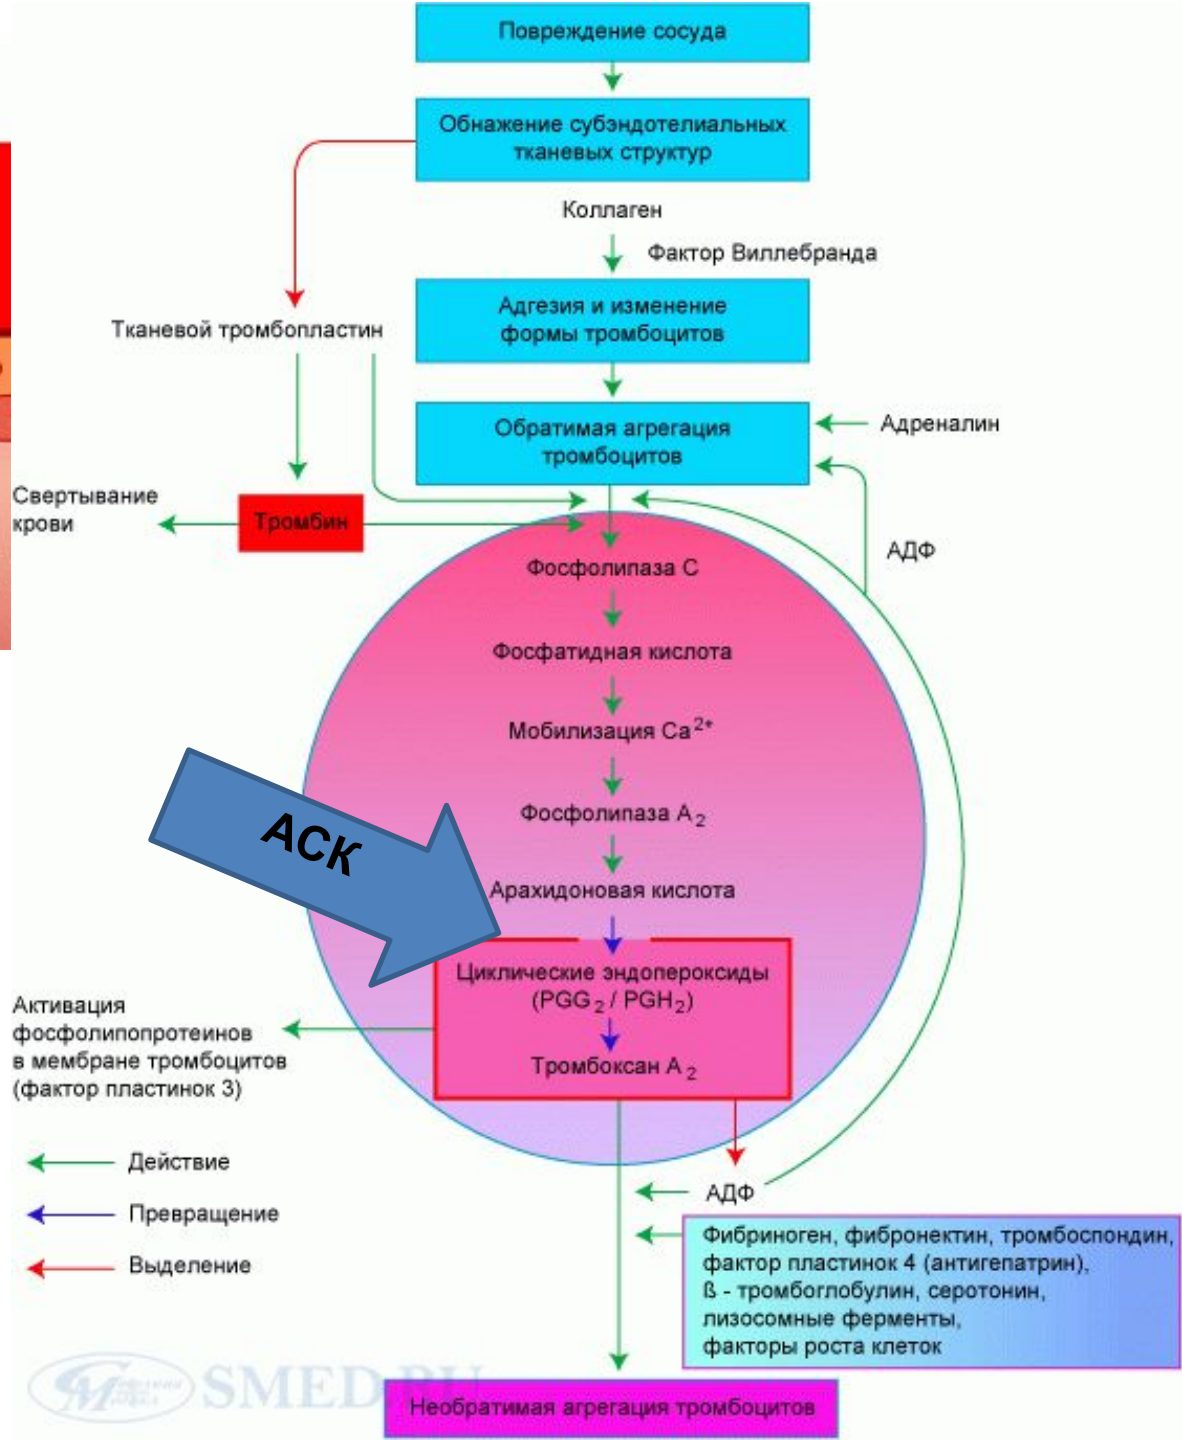 Повреждение сосуда
Обнажение субэндотелиальных
тканевых структур
Коллаген
Фактор Виллебранда
Адгезия и изменение
формы тромбоцитов
Тканевой тромбопластин
Обратимая агрегация
тромбоцитов
Адреналин
Свертывание
крови
Тромбин
АДФ
Фосфолипаза С
Фосфатидная кислота
Мобилизация Ca²⁺
Фосфолипаза A₂
АСК
Арахидоновая кислота
Циклические эндопероксиды
(PGG₂ / PGH₂)
Тромбоксан A₂
Активация
фосфолипопротеинов
в мембране тромбоцитов
(фактор пластинок 3)
Действие
Превращение
Выделение
АДФ
Фибриноген, фибронектин, тромбоспондин,
фактор пластинок 4 (антигепатрин),
ß - тромбоглобулин, серотонин,
лизосомные ферменты,
факторы роста клеток
SMED.RU
Необратимая агрегация тромбоцитов